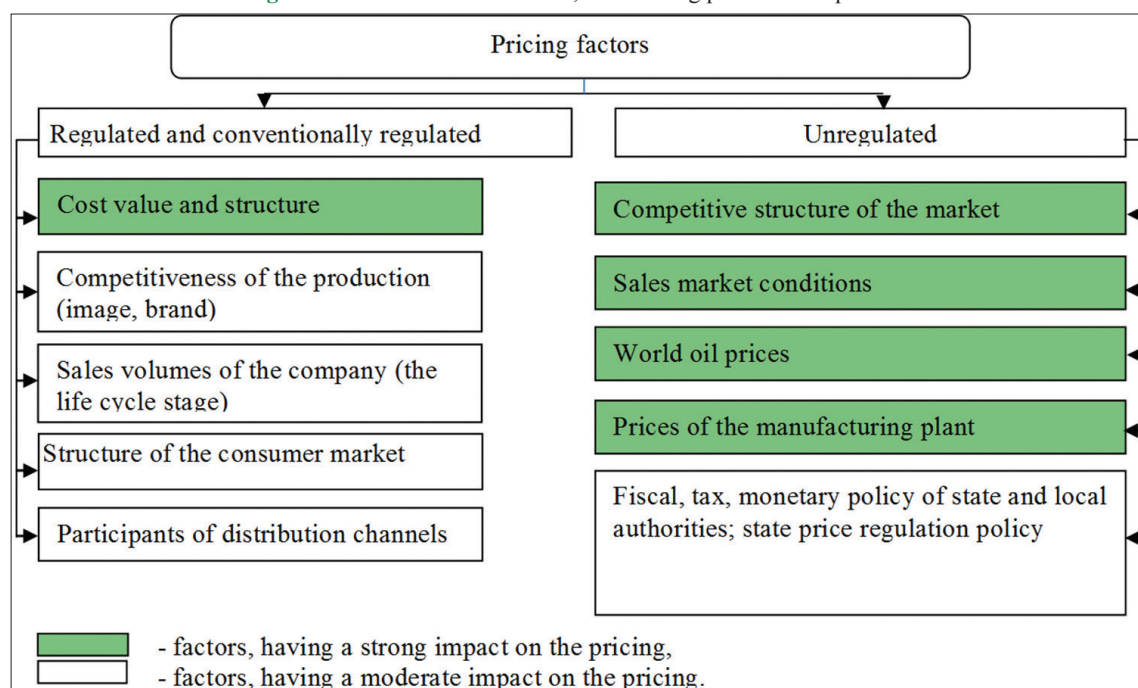 Pricing factors
Regulated and conventionally regulated
Cost value and structure
Competitiveness of the production
(image, brand)
Sales volumes of the company (the
life cycle stage)
Structure of the consumer market
Participants of distribution channels
Unregulated
Competitive structure of the market
Sales market conditions
World oil prices
Prices of the manufacturing plant
Fiscal, tax, monetary policy of state and local
authorities; state price regulation policy
- factors, having a strong impact on the pricing,
- factors, having a moderate impact on the pricing.